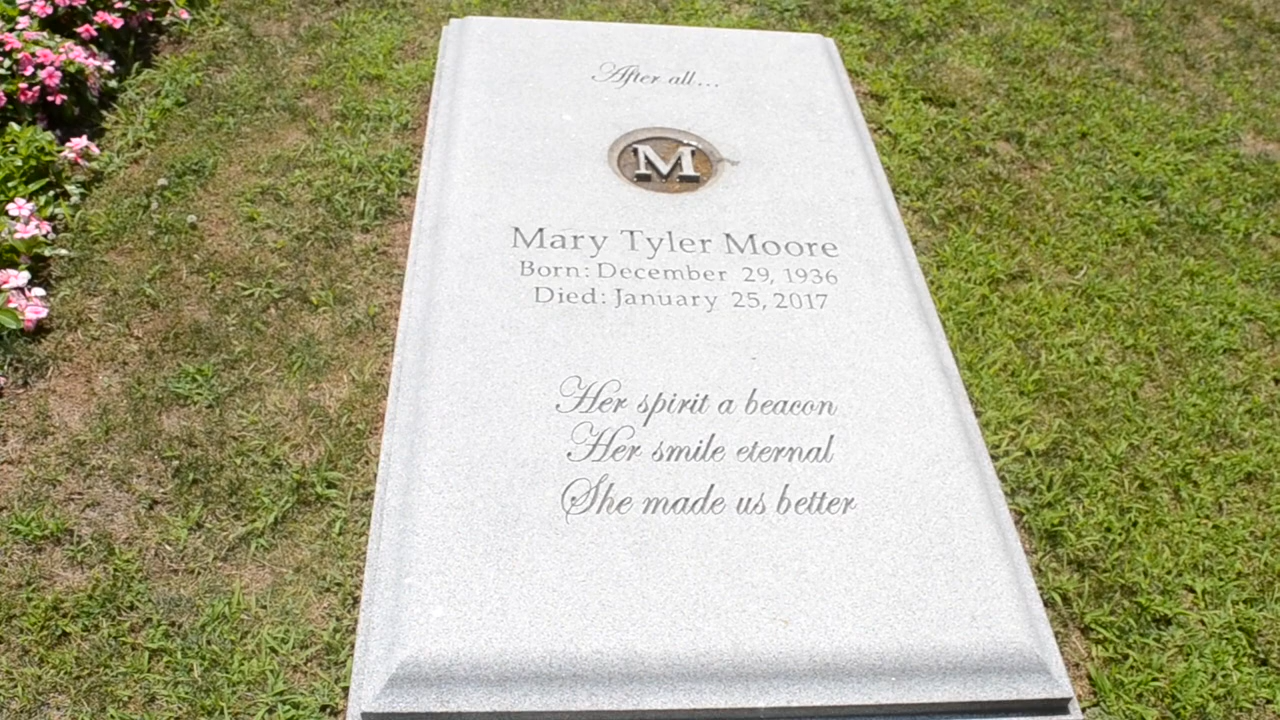 After all...
M
Mary Tyler Moore
Born: December 29, 1936
Died: January 25, 2017
Her spirit a beacon
Her smile eternal
She made us better